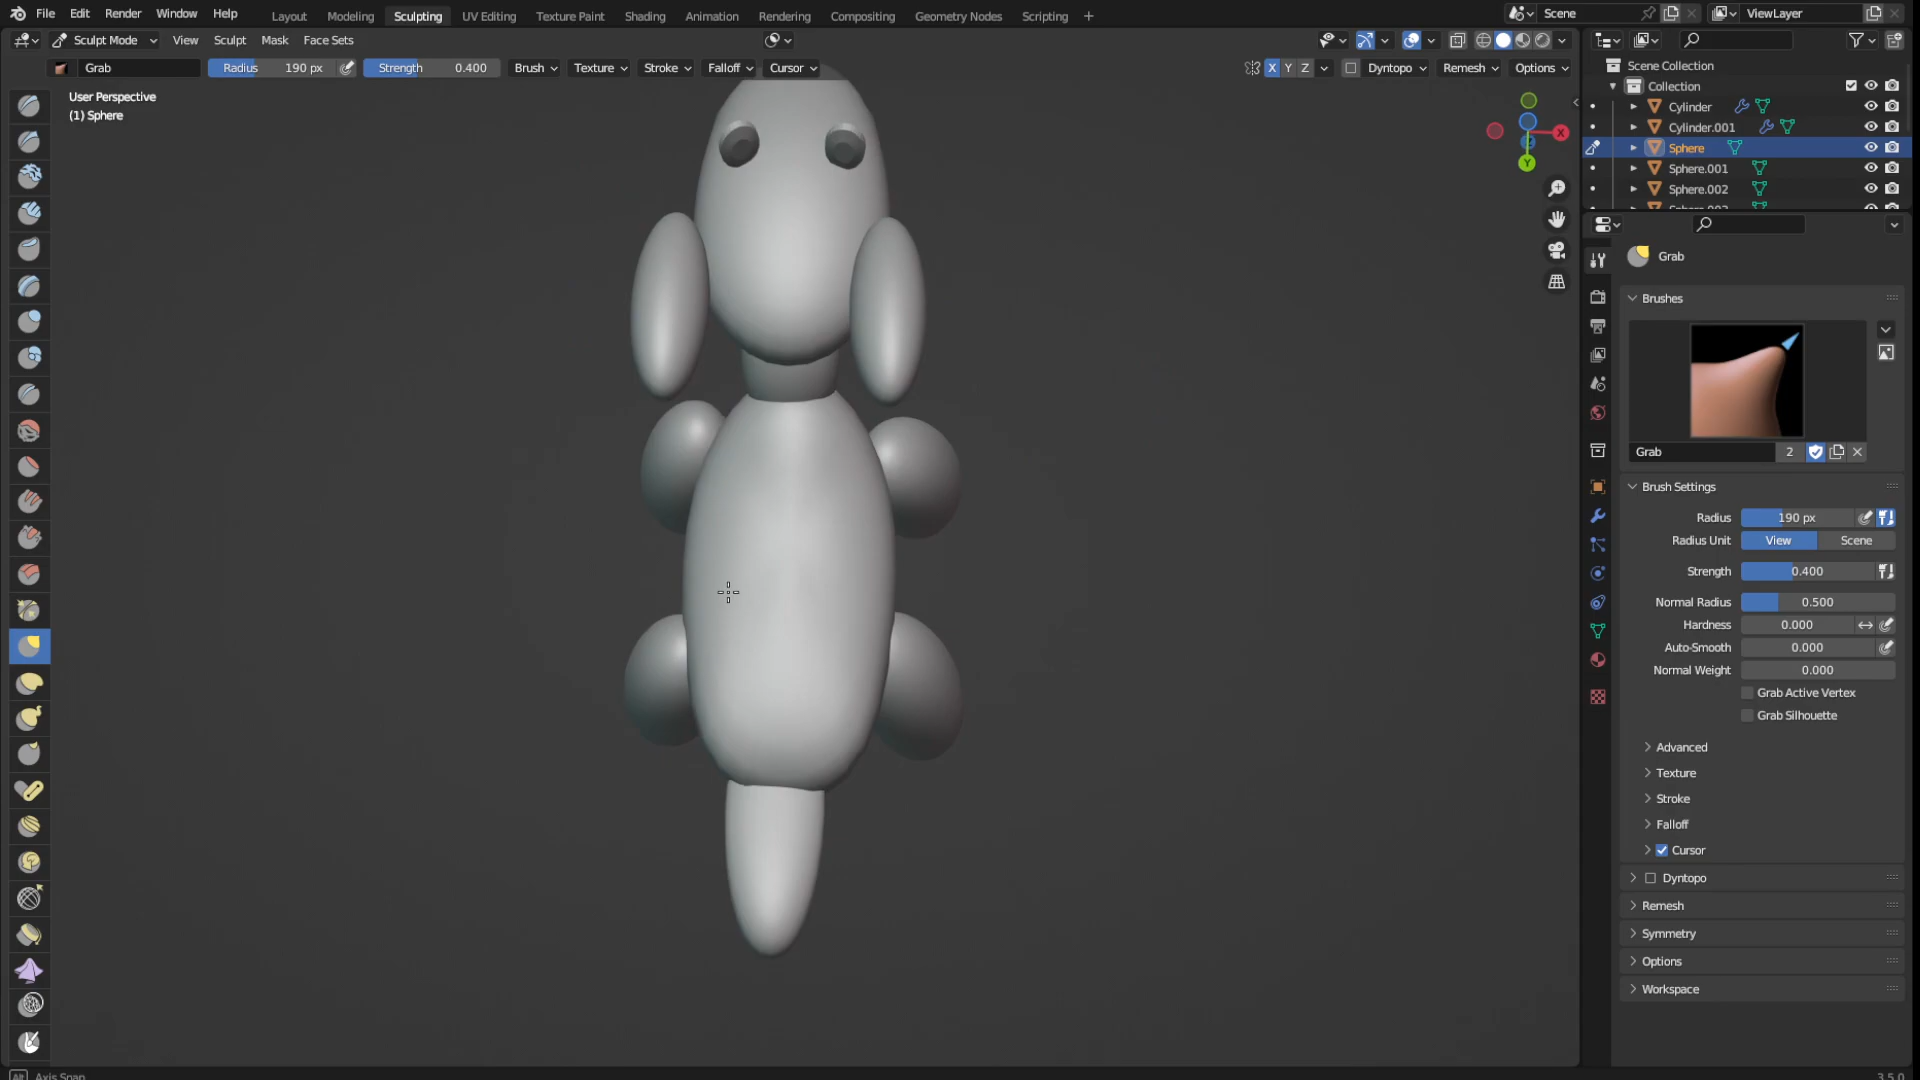 File Edit Render Window Help Layout Modeling Sculpting UV Editing Texture Paint Shading Animation Rendering Compositing Geometry Nodes Scripting + Scene ViewLayer
Sculpt Mode View Sculpt Mask Face Sets
Grab Radius 190 px Strength 0.400 Brush Texture Stroke Falloff Cursor X Y Z Dyntopo Remesh Options
User Perspective
(1) Sphere
X
Y
Scene Collection
Collection
Cylinder
Cylinder.001
Sphere
Sphere.001
Sphere.002
Grab
Brushes
Grab 2
Brush Settings
Radius 190 px
Radius Unit View Scene
Strength 0.400
Normal Radius 0.500
Hardness 0.000
Auto-Smooth 0.000
Normal Weight 0.000
Grab Active Vertex
Grab Silhouette
Advanced
Texture
Stroke
Falloff
Cursor
Dyntopo
Remesh
Symmetry
Options
Workspace
Alt Axis Snap
3.5.0